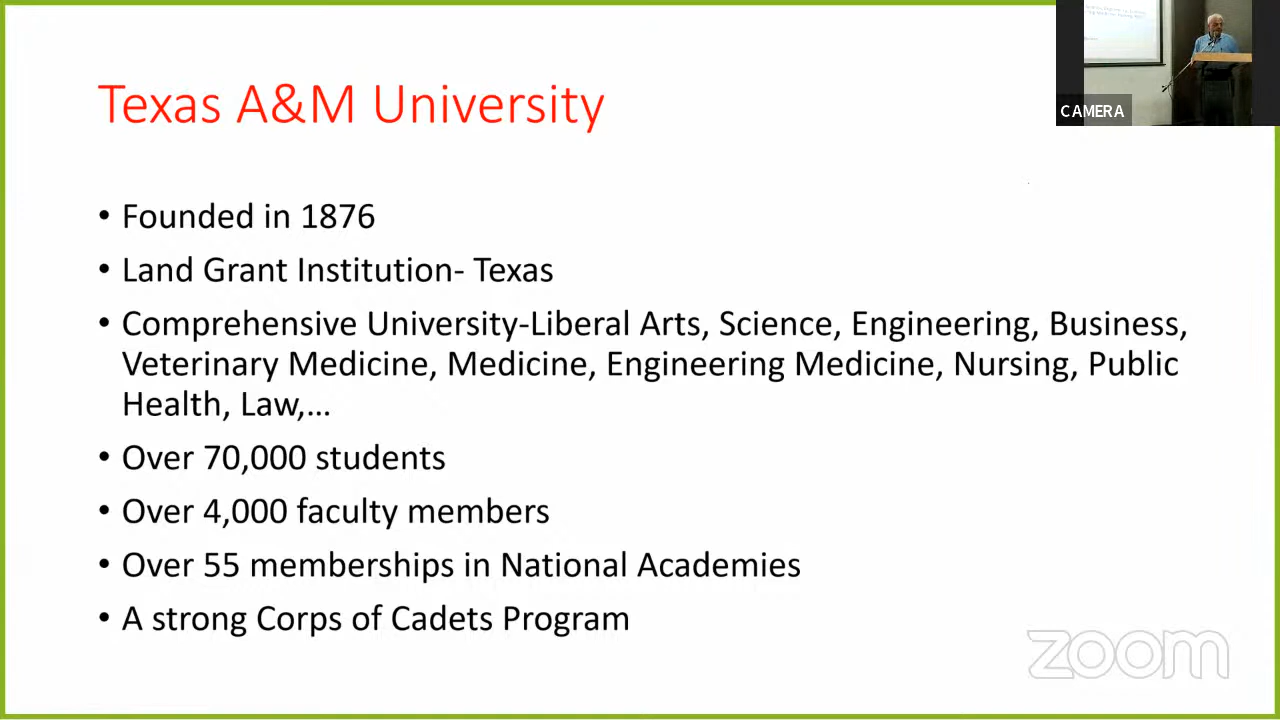 Texas A&M University
CAMERA
• Founded in 1876
• Land Grant Institution- Texas
• Comprehensive University-Liberal Arts, Science, Engineering, Business,
Veterinary Medicine, Medicine, Engineering Medicine, Nursing, Public
Health, Law,...
• Over 70,000 students
• Over 4,000 faculty members
• Over 55 memberships in National Academies
• A strong Corps of Cadets Program
zoom